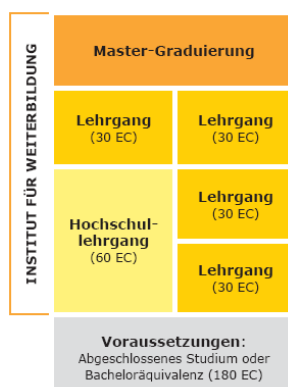 INSTITUT FÜR WEITERBILDUNG
Master-Graduierung
Lehrgang
(30 EC)
Lehrgang
(30 EC)
Hochschul-
lehrgang
(60 EC)
Lehrgang
(30 EC)
Lehrgang
(30 EC)
Voraussetzungen:
Abgeschlossenes Studium oder
Bacheloräquivalenz (180 EC)